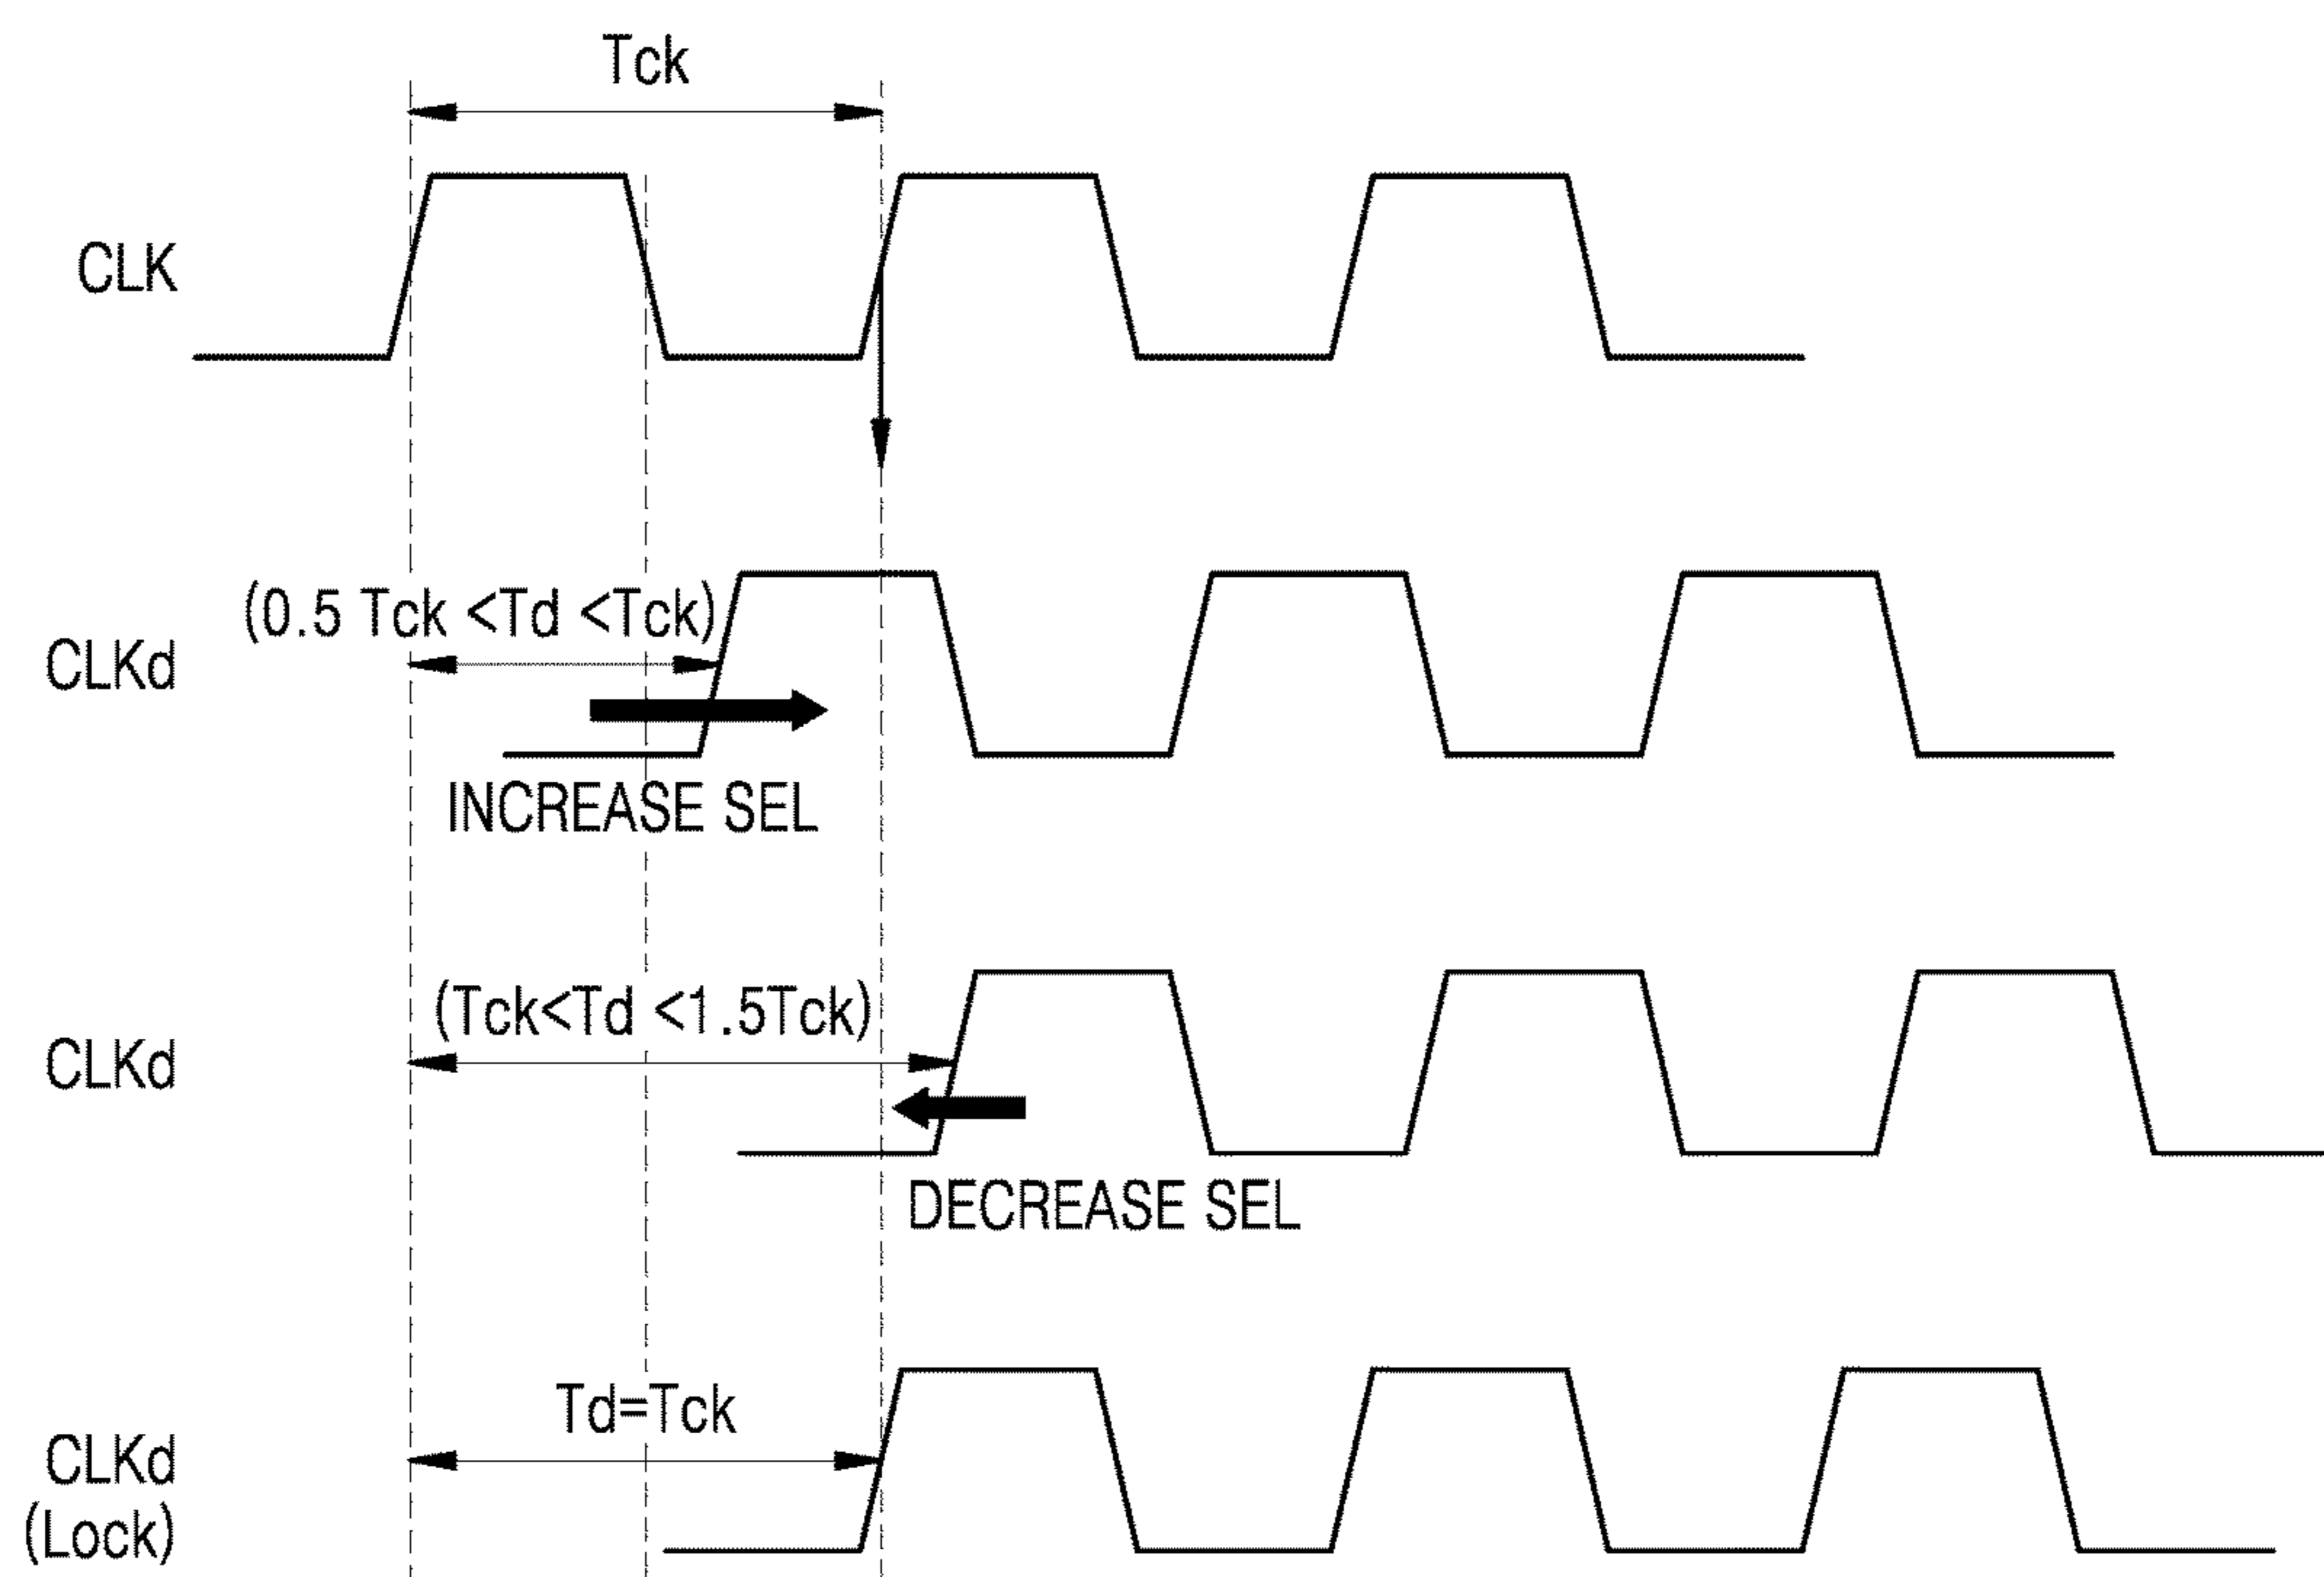 Tck
CLK
(0.5 Tck <Td <Tck)
CLKd
INCREASE SEL
(Tck<Td <1.5Tck)
CLKd
DECREASE SEL
Td=Tck
CLKd
(Lock)